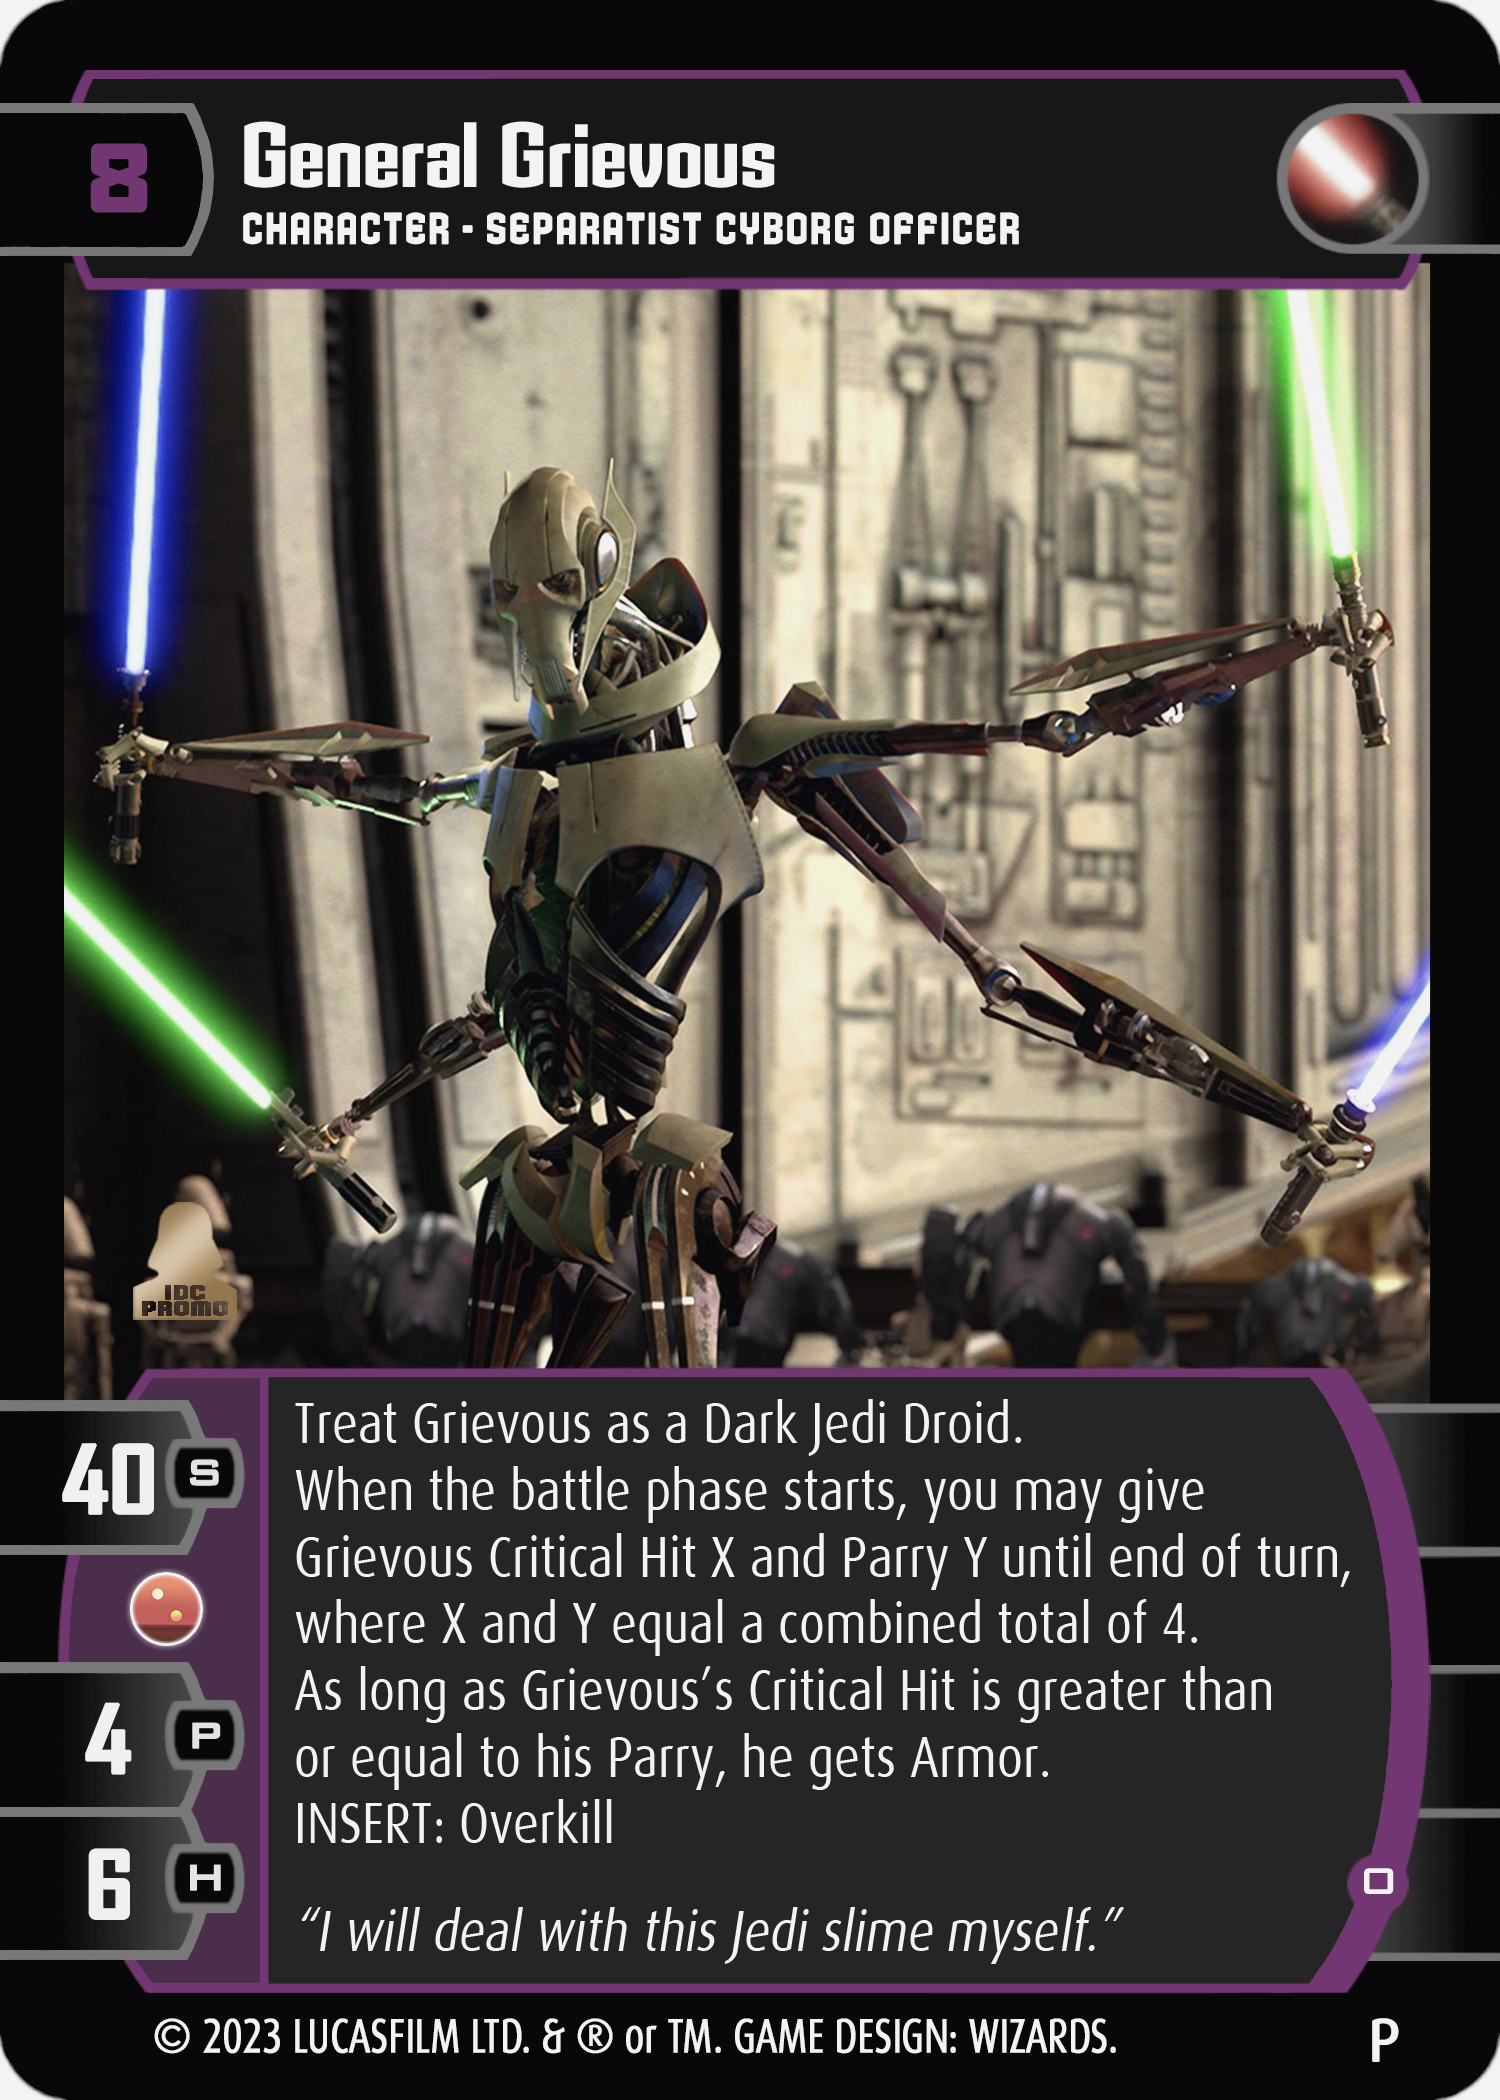 8
General Grievous
CHARACTER - SEPARATIST CYBORG OFFICER
IDC
PROMO
40 S
4 P
6 H
Treat Grievous as a Dark Jedi Droid.
When the battle phase starts, you may give
Grievous Critical Hit X and Parry Y until end of turn,
where X and Y equal a combined total of 4.
As long as Grievous’s Critical Hit is greater than
or equal to his Parry, he gets Armor.
INSERT: Overkill
“I will deal with this Jedi slime myself.”
© 2023 LUCASFILM LTD. & ® or TM. GAME DESIGN: WIZARDS.
P